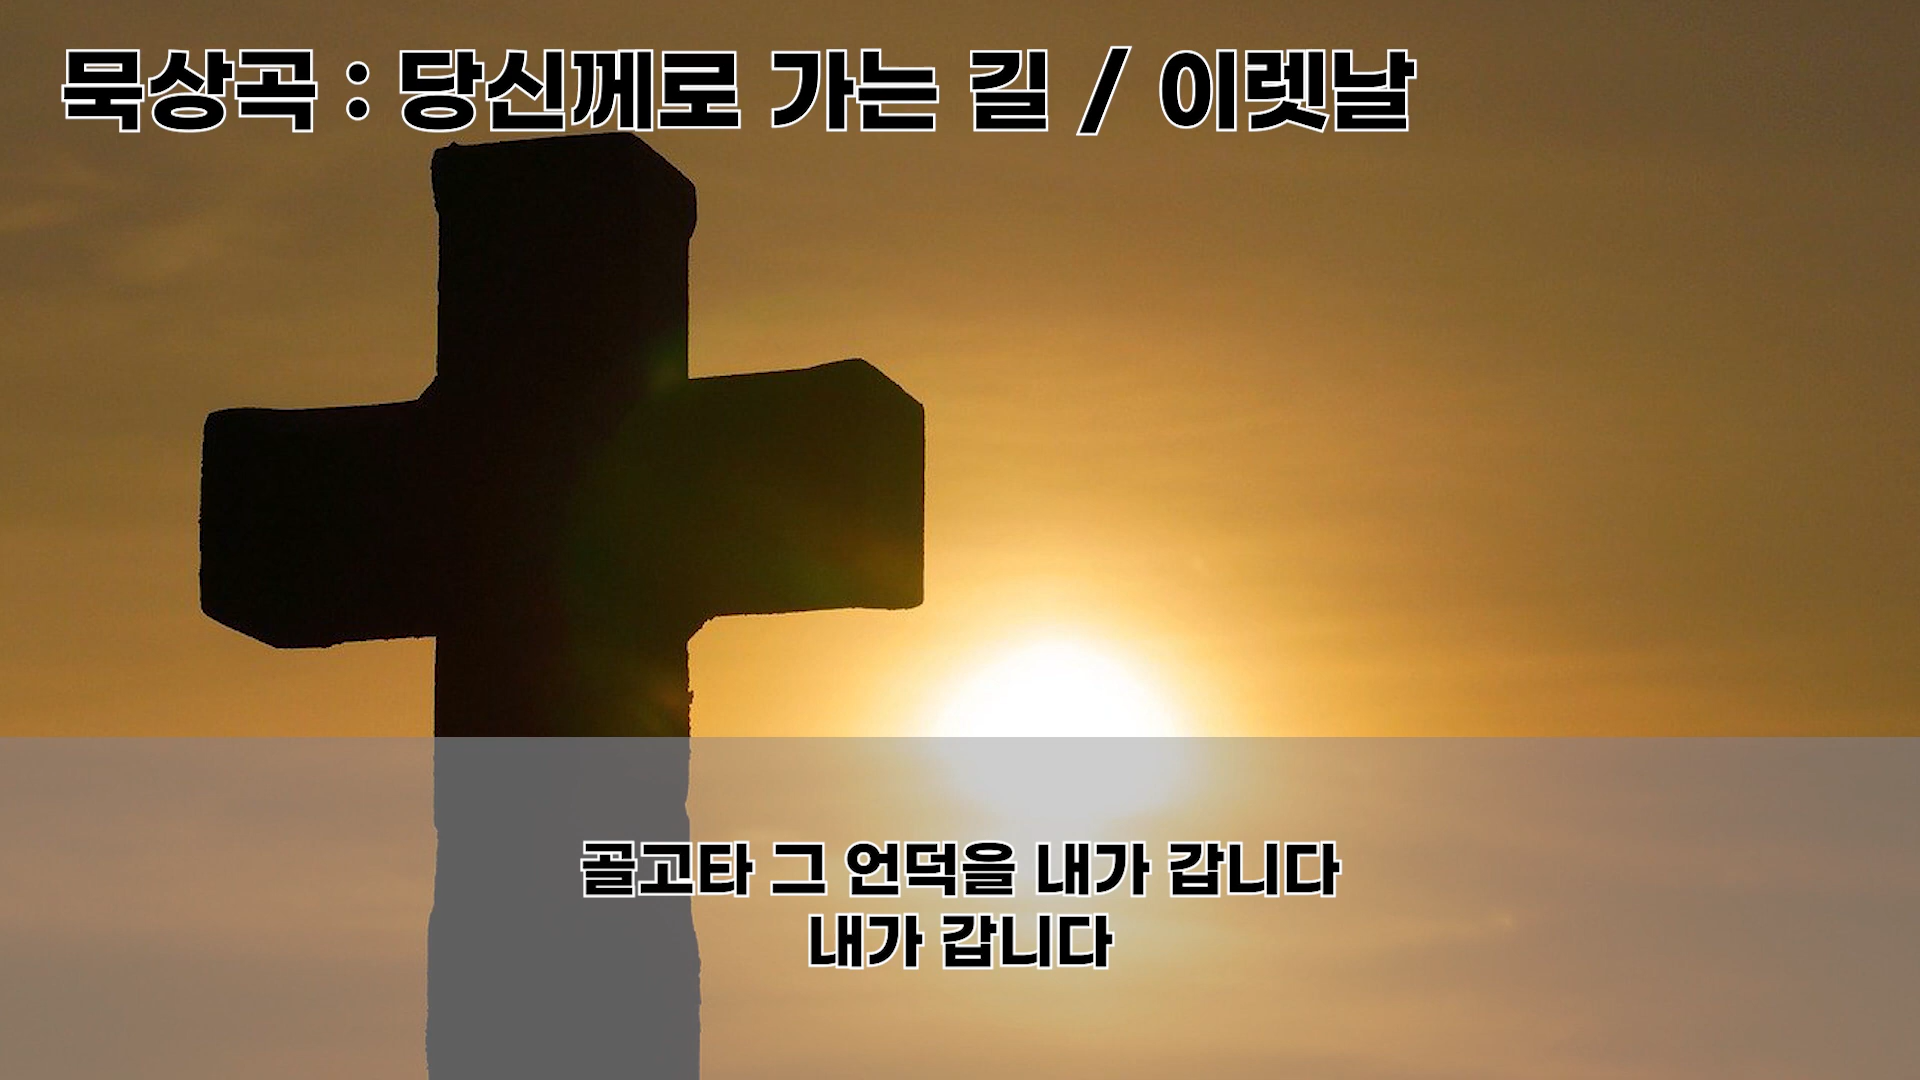 묵상곡 : 당신께로 가는 길 / 이렛날
골고타 그 언덕을 내가 갑니다
내가 갑니다